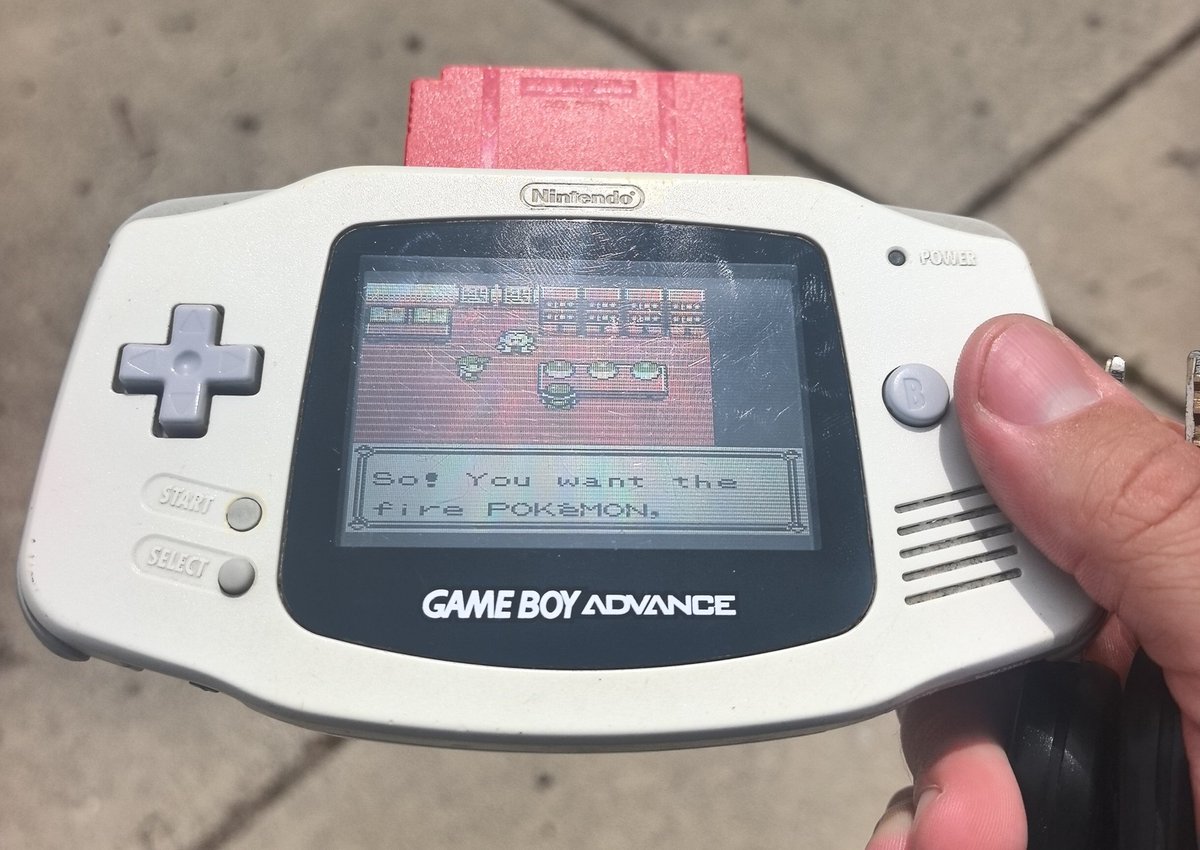 Nintendo®
POWER
B
START
SELECT
So! You want the
fire POKéMON,
GAME BOY ADVANCE